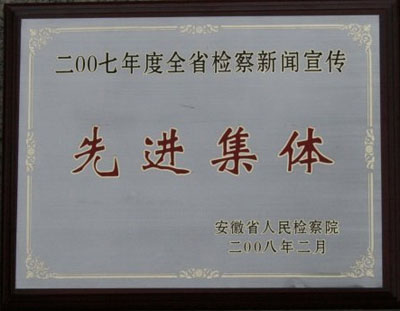 二00七年度全省检察新闻宣传
先进集体
安徽省人民检察院
二00八年二月